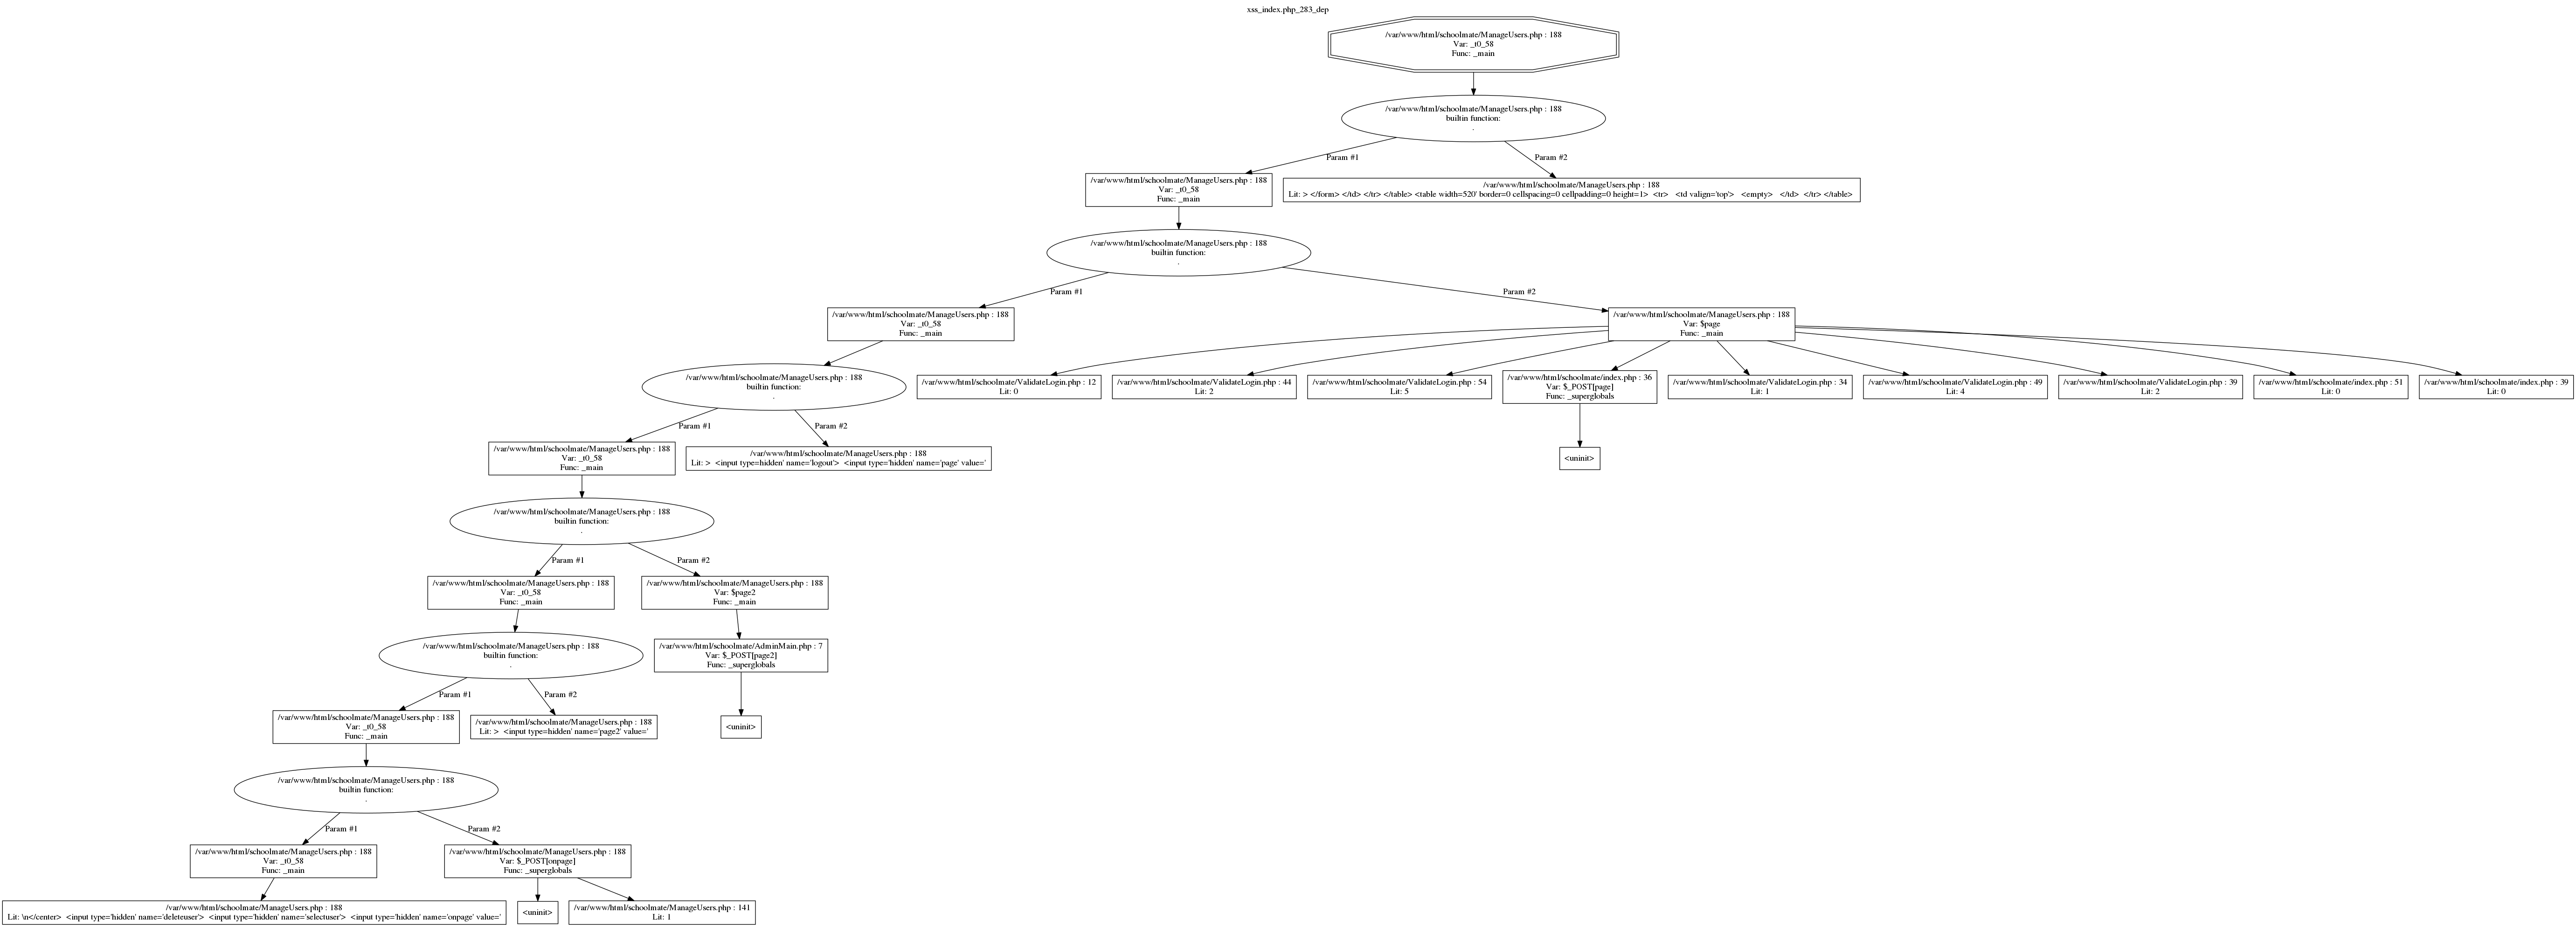 xss_index.php_283_dep
/var/www/html/schoolmate/ManageUsers.php : 188
Var: _t0_58
Func: _main
/var/www/html/schoolmate/ManageUsers.php : 188
builtin function:
.
Param #1
Param #2
/var/www/html/schoolmate/ManageUsers.php : 188
Var: _t0_58
Func: _main
/var/www/html/schoolmate/ManageUsers.php : 188
Lit: > </form> </td> </tr> </table> <table width=520' border=0 cellspacing=0 cellpadding=0 height=1> <tr> <td valign='top'> <empty> </td> </tr> </table>
/var/www/html/schoolmate/ManageUsers.php : 188
builtin function:
.
Param #1
Param #2
/var/www/html/schoolmate/ManageUsers.php : 188
Var: _t0_58
Func: _main
/var/www/html/schoolmate/ManageUsers.php : 188
Var: $page
Func: _main
/var/www/html/schoolmate/ManageUsers.php : 188
builtin function:
.
/var/www/html/schoolmate/ValidateLogin.php : 12
Lit: 0
/var/www/html/schoolmate/ValidateLogin.php : 44
Lit: 2
/var/www/html/schoolmate/ValidateLogin.php : 54
Lit: 5
/var/www/html/schoolmate/index.php : 36
Var: $_POST[page]
Func: _superglobals
/var/www/html/schoolmate/ValidateLogin.php : 34
Lit: 1
/var/www/html/schoolmate/ValidateLogin.php : 49
Lit: 4
/var/www/html/schoolmate/ValidateLogin.php : 39
Lit: 2
/var/www/html/schoolmate/index.php : 51
Lit: 0
/var/www/html/schoolmate/index.php : 39
Lit: 0
Param #1
Param #2
/var/www/html/schoolmate/ManageUsers.php : 188
Var: _t0_58
Func: _main
/var/www/html/schoolmate/ManageUsers.php : 188
Lit: > <input type=hidden' name='logout'> <input type='hidden' name='page' value='
<uninit>
/var/www/html/schoolmate/ManageUsers.php : 188
builtin function:
.
Param #1
Param #2
/var/www/html/schoolmate/ManageUsers.php : 188
Var: _t0_58
Func: _main
/var/www/html/schoolmate/ManageUsers.php : 188
Var: $page2
Func: _main
/var/www/html/schoolmate/ManageUsers.php : 188
builtin function:
.
/var/www/html/schoolmate/AdminMain.php : 7
Var: $_POST[page2]
Func: _superglobals
Param #1
Param #2
/var/www/html/schoolmate/ManageUsers.php : 188
Var: _t0_58
Func: _main
/var/www/html/schoolmate/ManageUsers.php : 188
Lit: > <input type=hidden' name='page2' value='
<uninit>
/var/www/html/schoolmate/ManageUsers.php : 188
builtin function:
.
Param #1
Param #2
/var/www/html/schoolmate/ManageUsers.php : 188
Var: _t0_58
Func: _main
/var/www/html/schoolmate/ManageUsers.php : 188
Var: $_POST[onpage]
Func: _superglobals
/var/www/html/schoolmate/ManageUsers.php : 188
Lit: \n</center> <input type='hidden' name='deleteuser'> <input type='hidden' name='selectuser'> <input type='hidden' name='onpage' value='
<uninit>
/var/www/html/schoolmate/ManageUsers.php : 141
Lit: 1